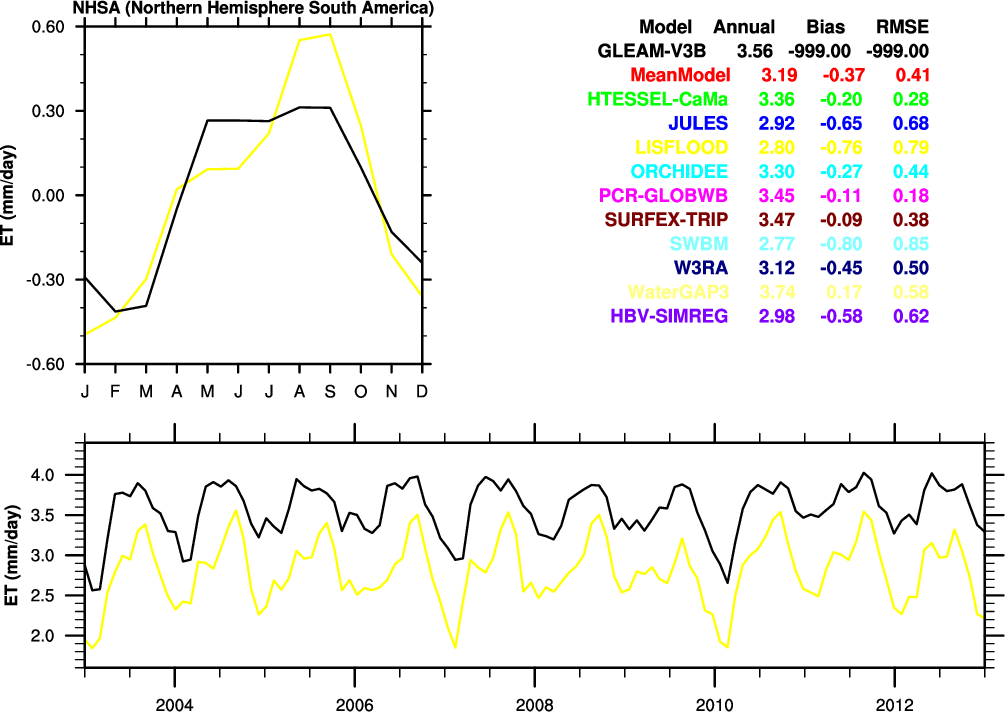 NHSA (Northern Hemisphere South America)
0.60
0.30
0.00
-0.30
-0.60
ET (mm/day)
J F M A M J J A S O N D
Model Annual Bias RMSE
GLEAM-V3B 3.56 -999.00 -999.00
MeanModel 3.19 -0.37 0.41
HTESSEL-CaMa 3.36 -0.20 0.28
JULES 2.92 -0.65 0.68
LISFLOOD 2.80 -0.76 0.79
ORCHIDEE 3.30 -0.27 0.44
PCR-GLOBWB 3.45 -0.11 0.18
SURFEX-TRIP 3.47 -0.09 0.38
SWBM 2.77 -0.80 0.85
W3RA 3.12 -0.45 0.50
WaterGAP3 3.74 0.17 0.58
HBV-SIMREG 2.98 -0.58 0.62
4.0
3.5
3.0
2.5
2.0
ET (mm/day)
2004 2006 2008 2010 2012